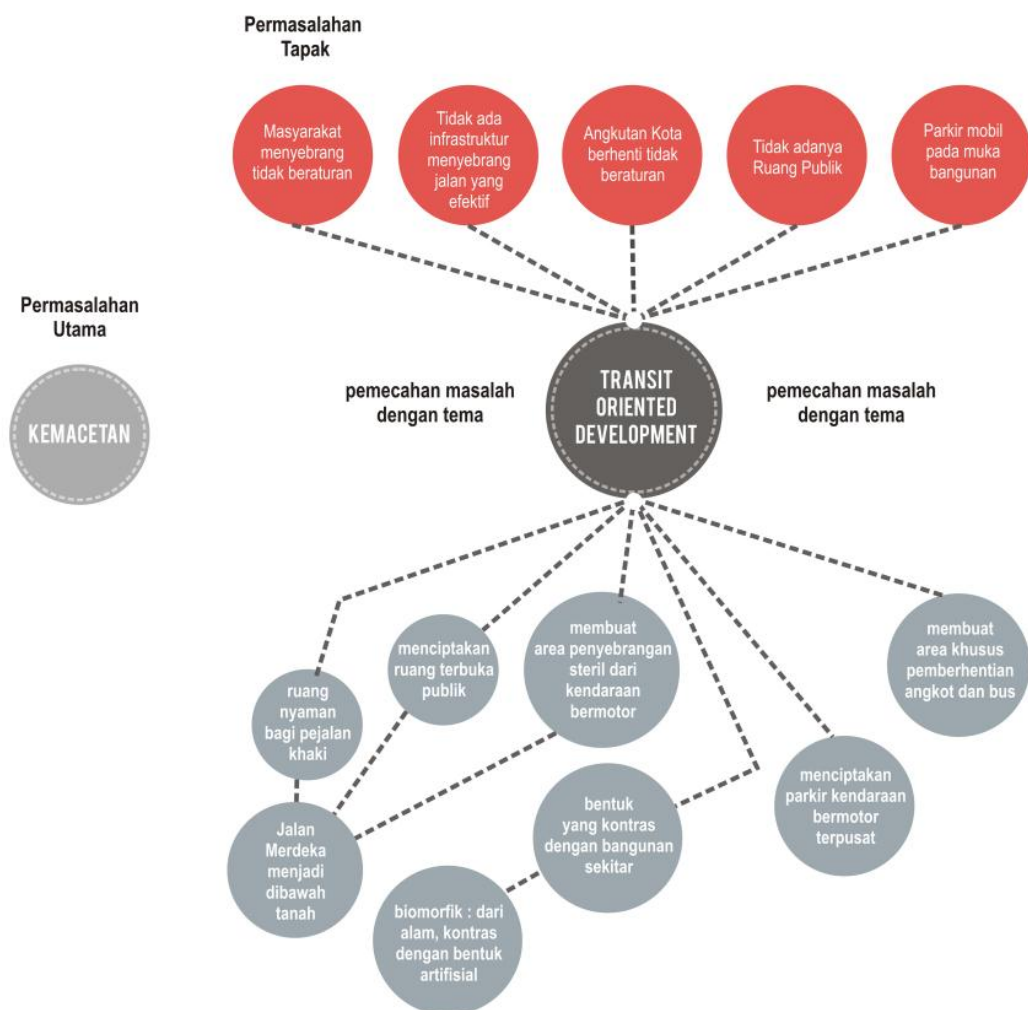 Permasalahan
Tapak
Masyarakat
menyebrang
tidak beraturan
Tidak ada
infrastruktur
menyebrang
jalan yang
efektif
Angkutan Kota
berhenti tidak
beraturan
Tidak adanya
Ruang Publik
Parkir mobil
pada muka
bangunan
Permasalahan
Utama
KEMACETAN
pemecahan masalah
dengan tema
TRANSIT
ORIENTED
DEVELOPMENT
pemecahan masalah
dengan tema
ruang
nyaman
bagi pejalan
khaki
menciptakan
ruang terbuka
publik
membuat
area penyebrangan
steril dari
kendaraan
bermotor
membuat
area khusus
pemberhentian
angkot dan bus
Jalan
Merdeka
menjadi
dibawah
tanah
bentuk
yang kontras
dengan bangunan
sekitar
menciptakan
parkir kendaraan
bermotor
terpusat
biomorfik : dari
alam, kontras
dengan bentuk
artifisial